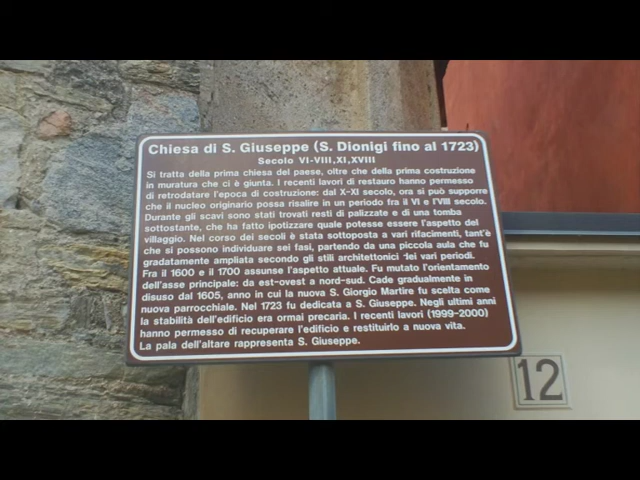 Chiesa di S. Giuseppe (S. Dionigi fino al 1723)
Secolo VI-VIII,XI,XVIII
Si tratta della prima chiesa del paese, oltre che della prima costruzione
in muratura che ci è giunta. I recenti lavori di restauro hanno permesso
di retrodatare l'epoca di costruzione: dal X-XI secolo, ora si può supporre
che il nucleo originario possa risalire in un periodo fra il VI e l'VIII secolo.
Durante gli scavi sono stati trovati resti di palizzate e di una tomba
sottostante, che ha fatto ipotizzare quale potesse essere l'aspetto del
villaggio. Nel corso dei secoli è stata sottoposta a vari rifacimenti, tant'è
che si possono individuare sei fasi, partendo da una piccola aula che fu
gradatamente ampliata secondo gli stili architettonici dei vari periodi.
Fra il 1600 e il 1700 assunse l'aspetto attuale. Fu mutato l'orientamento
dell'asse principale: da est-ovest a nord-sud. Cade gradualmente in
disuso dal 1605, anno in cui la nuova S. Giorgio Martire fu scelta come
nuova parrocchiale. Nel 1723 fu dedicata a S. Giuseppe. Negli ultimi anni
la stabilità dell'edificio era ormai precaria. I recenti lavori (1999-2000)
hanno permesso di recuperare l'edificio e restituirlo a nuova vita.
La pala dell'altare rappresenta S. Giuseppe.
12